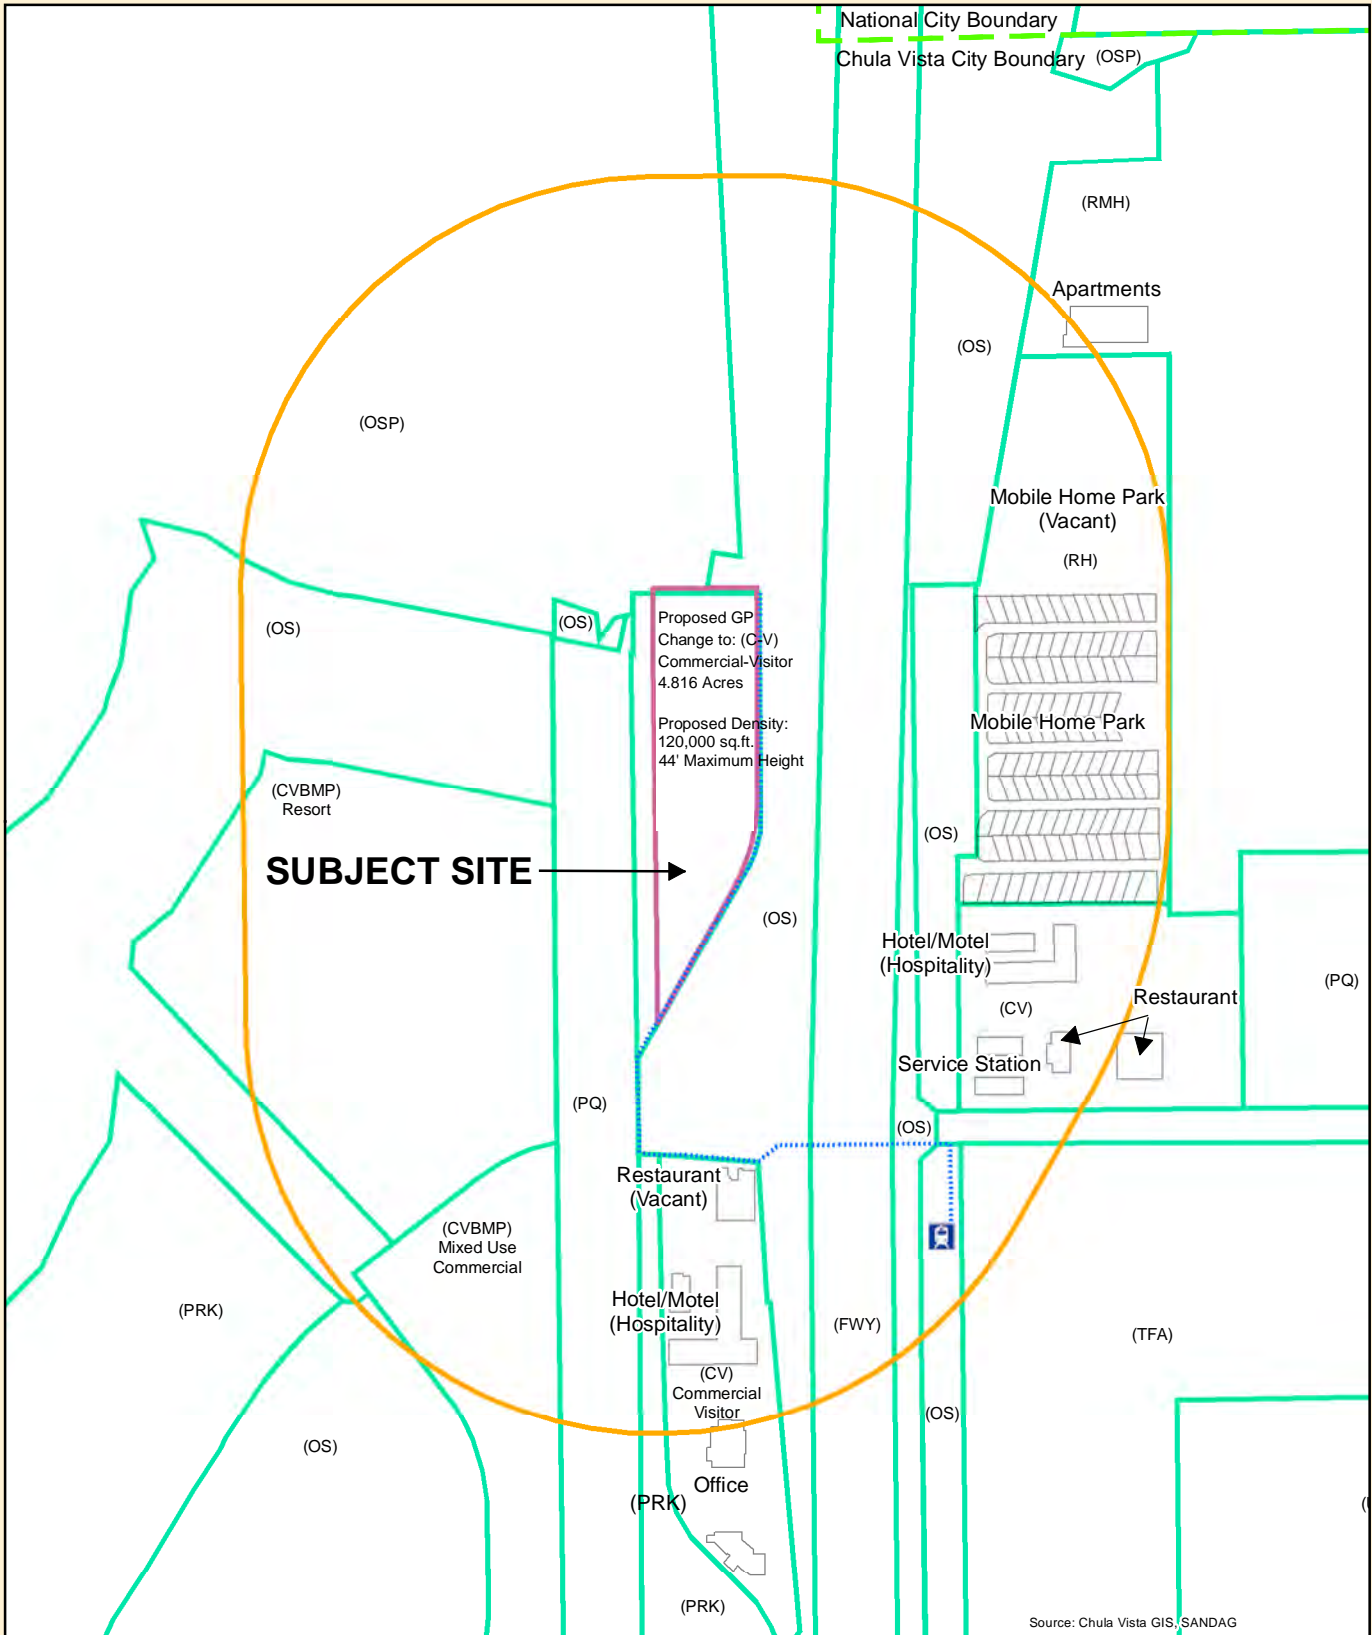 National City Boundary
Chula Vista City Boundary
(OSP)
(RMH)
Apartments
(OS)
(OSP)
Mobile Home Park
(Vacant)
(RH)
(OS)
(OS)
Proposed GP
Change to: (C-V)
Commercial-Visitor
4.816 Acres
Proposed Density:
120,000 sq.ft.
44' Maximum Height
Mobile Home Park
(CVBMP)
Resort
(OS)
SUBJECT SITE
(OS)
Hotel/Motel
(Hospitality)
(PQ)
(CV)
Restaurant
Service Station
(PQ)
(OS)
Restaurant
(Vacant)
(CVBMP)
Mixed Use
Commercial
(PRK)
Hotel/Motel
(Hospitality)
(FWY)
(TFA)
(CV)
Commercial
Visitor
(OS)
(OS)
Office
(PRK)
(PRK)
Source: Chula Vista GIS, SANDAG